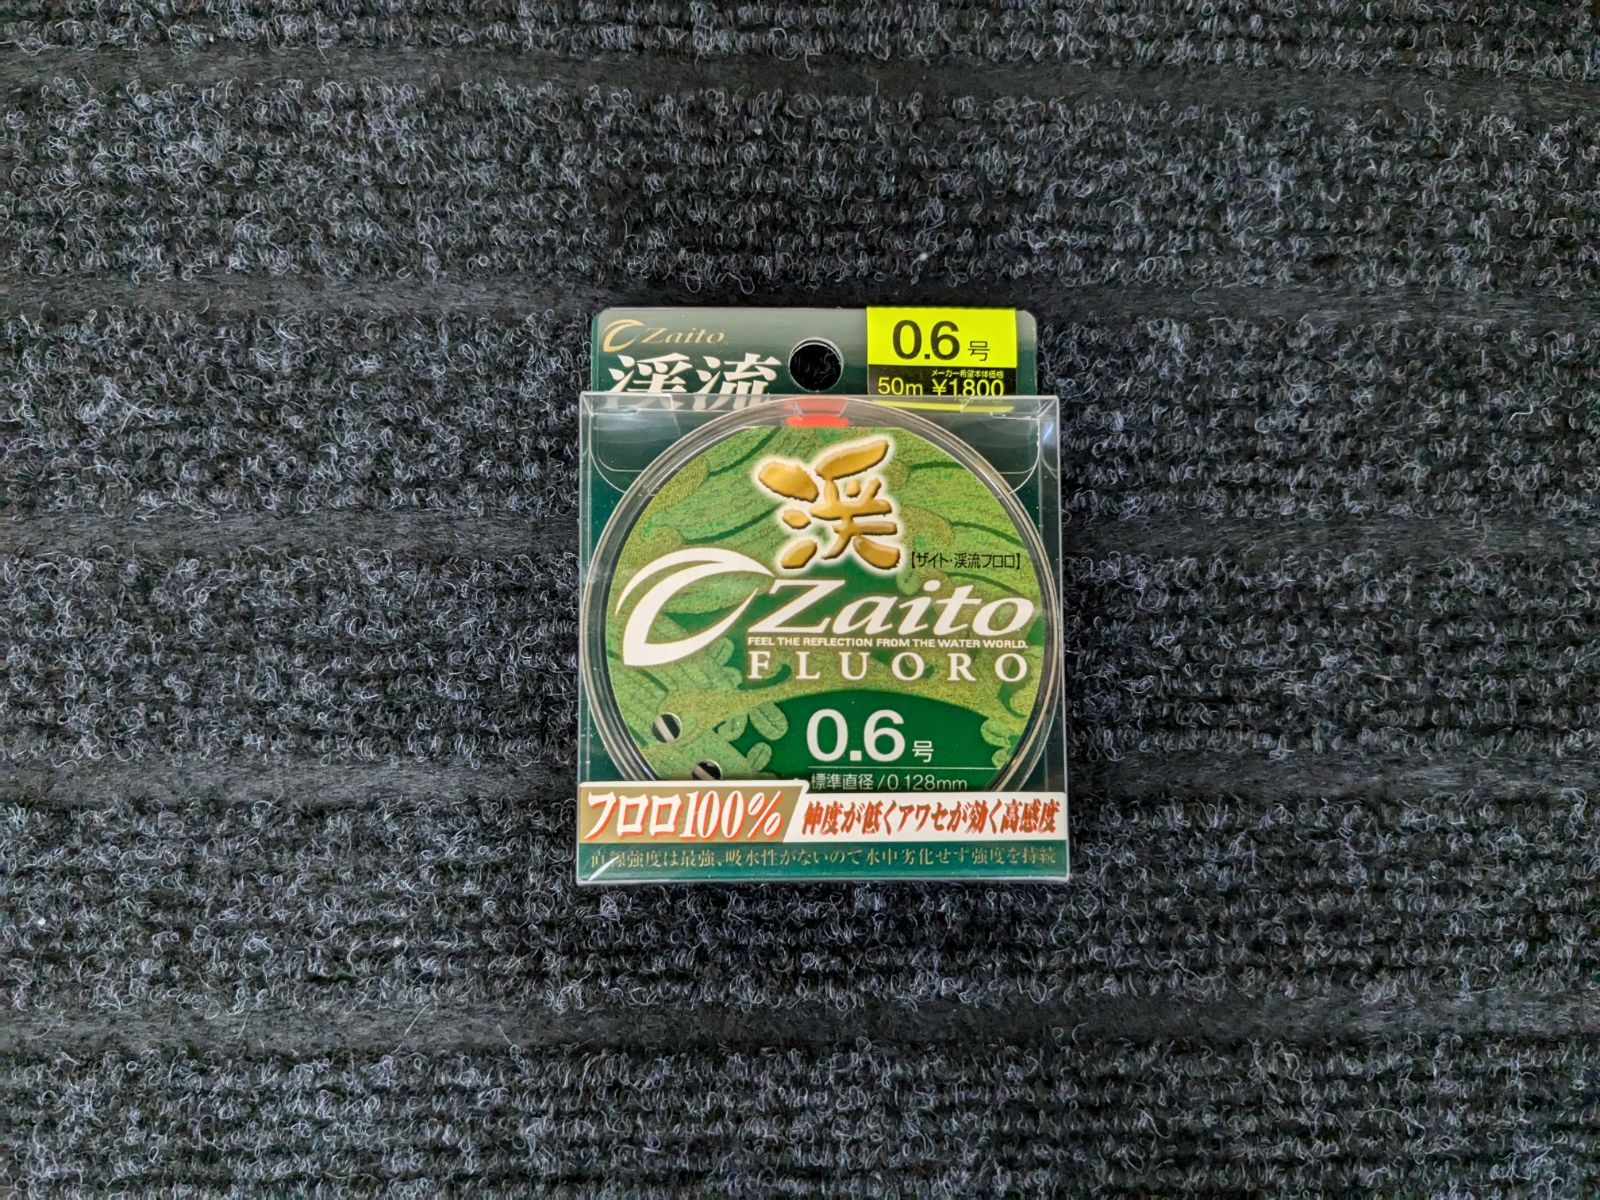 Zaito
渓流
0.6号
メーカー希望本体価格
50m ¥1,800
渓
【ザイト・渓流フロロ】
Zaito
FEEL THE REFLECTION FROM THE WATER WORLD.
FLUORO
0.6号
標準直径/0.128mm
フロロ100%
伸度が低くアワセが効く高感度
直線強度は最強、吸水性がないので水中劣化せず強度を持続